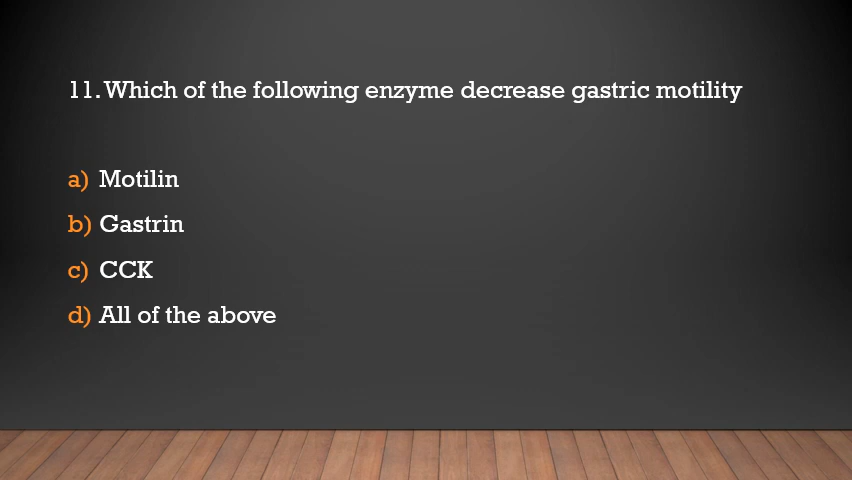 11. Which of the following enzyme decrease gastric motility
a) Motilin
b) Gastrin
c) CCK
d) All of the above